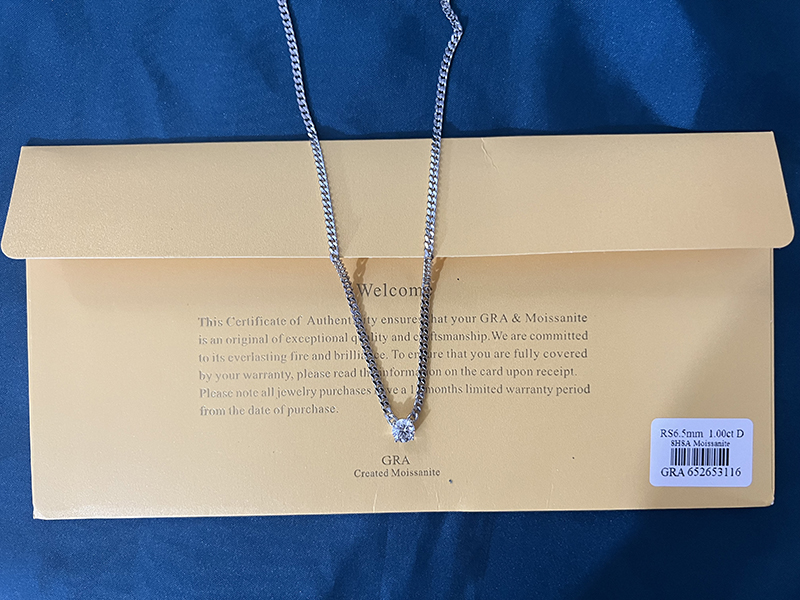 Welcome
This Certificate of Authenticity ensures that your GRA & Moissanite
is an original of exceptional quality and craftsmanship.We are committed
to its everlasting fire and brilliance. To ensure that you are fully covered
by your warranty, please read the information on the card upon receipt.
Please note all jewelry purchases have a months limited warranty period
from the date of purchase.
GRA
Created Moissanite
RS6.5mm 1.00ct D
8H8A Moissanite
GRA 652653116